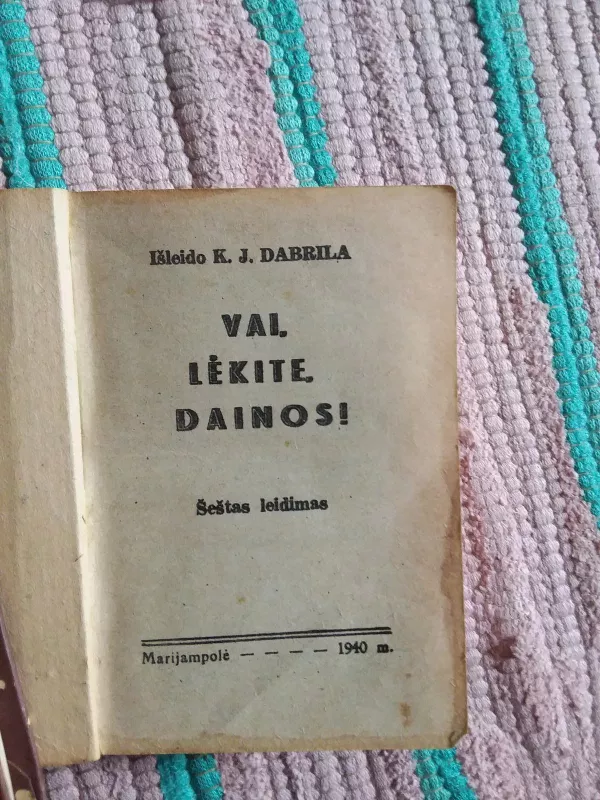 Išleido K. J. DABRILA
VAI,
LĖKITE,
DAINOS!
Šeštas leidimas
Marijampolė — — — — 1940 m.